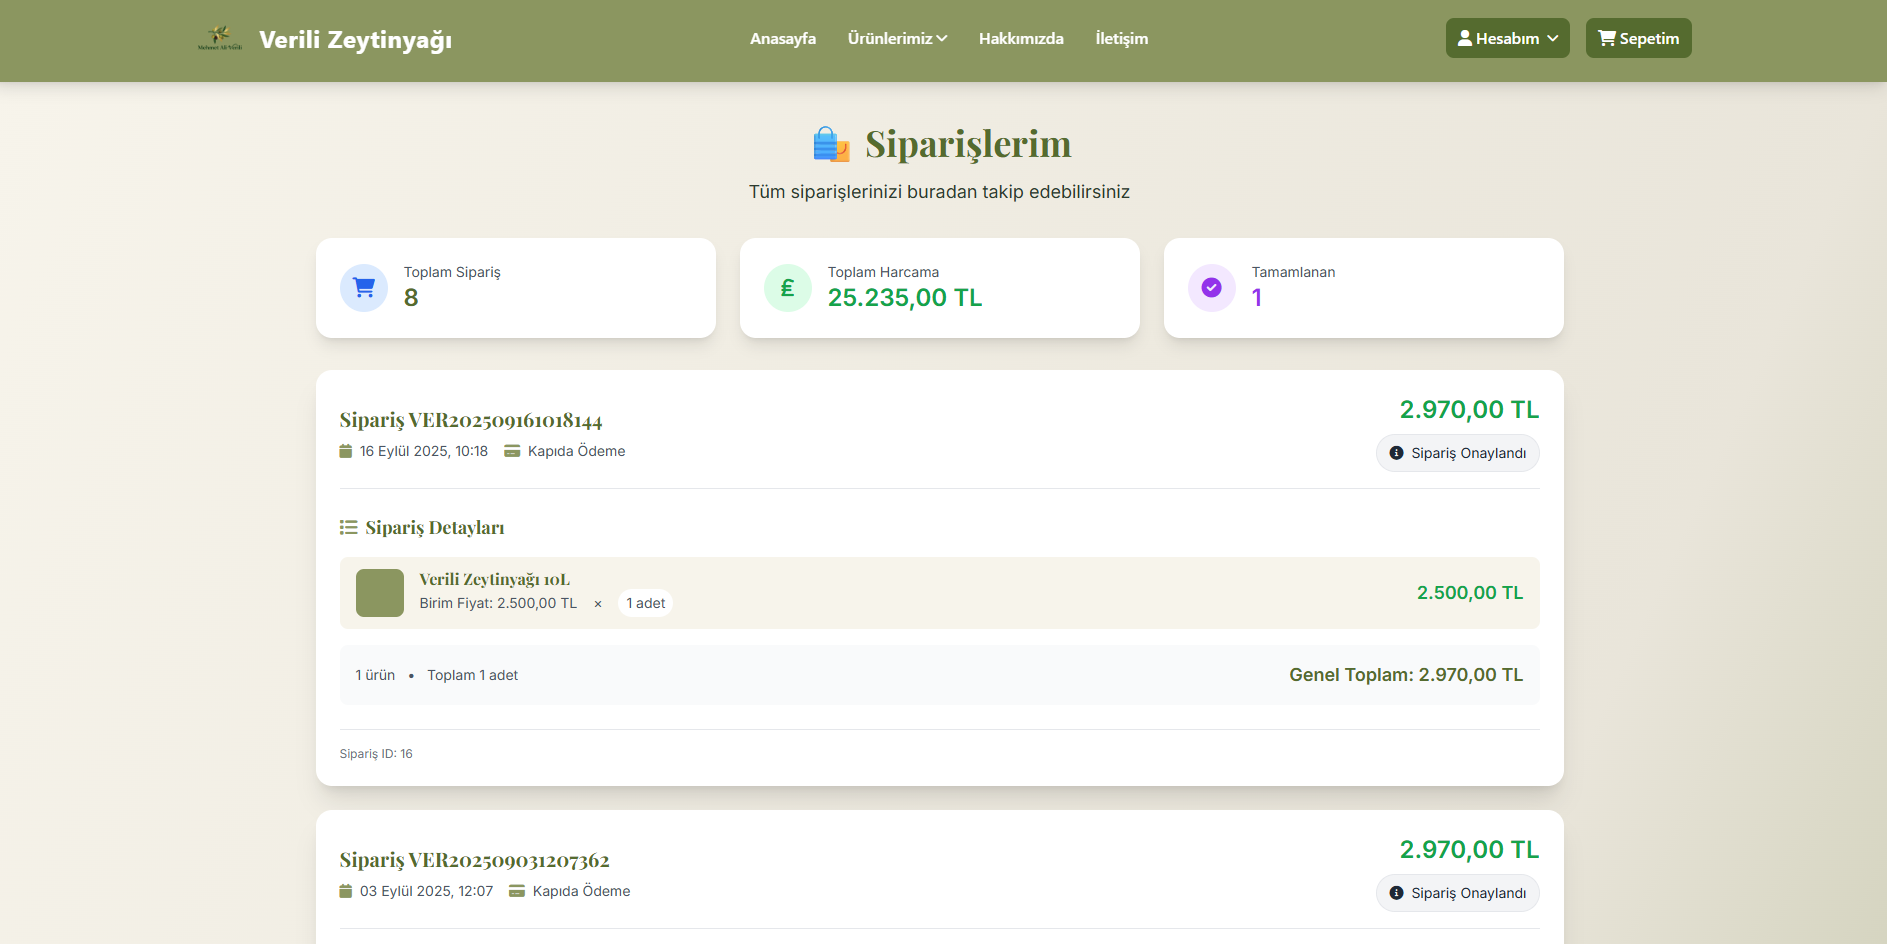 Mehmet Ali Verili
Verili Zeytinyağı
Anasayfa
Ürünlerimiz
Hakkımızda
İletişim
Hesabım
Sepetim
Siparişlerim
Tüm siparişlerinizi buradan takip edebilirsiniz
Toplam Sipariş
8
Toplam Harcama
25.235,00 TL
Tamamlanan
1
Sipariş VER202509161018144
2.970,00 TL
16 Eylül 2025, 10:18 Kapıda Ödeme
Sipariş Onaylandı
Sipariş Detayları
Verili Zeytinyağı 10L
Birim Fiyat: 2.500,00 TL × 1 adet
2.500,00 TL
1 ürün • Toplam 1 adet
Genel Toplam: 2.970,00 TL
Sipariş ID: 16
Sipariş VER202509031207362
2.970,00 TL
03 Eylül 2025, 12:07 Kapıda Ödeme
Sipariş Onaylandı